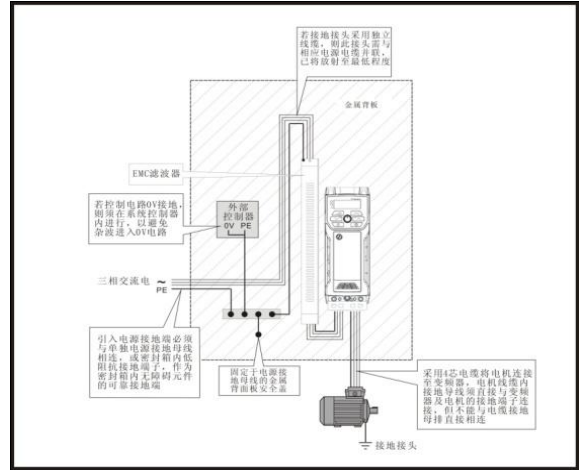 若接地接头采用独立
线缆，则此接头需与
相应电源电缆并联，
已将放射至最低程度
金属背板
EMC滤波器
若控制电路0V接地，
则须在系统控制器
内进行，以避免
杂波进入0V电路
外部
控制器
0V PE
三相交流电 ~
PE
引入电源接地端必须
与单独电源接地母线
相连，或密封箱内低
阻抗接地端子，作为
密封箱内无障碍元件
的可靠接地端
固定于电源接
地母线的金属
背面板安全盖
采用4芯电缆将电机连接
至变频器，电机线缆内
接地导线须直接与变频
器及电机的接地端子连
接，但不能与电缆接地
母排直接相连
接地接头